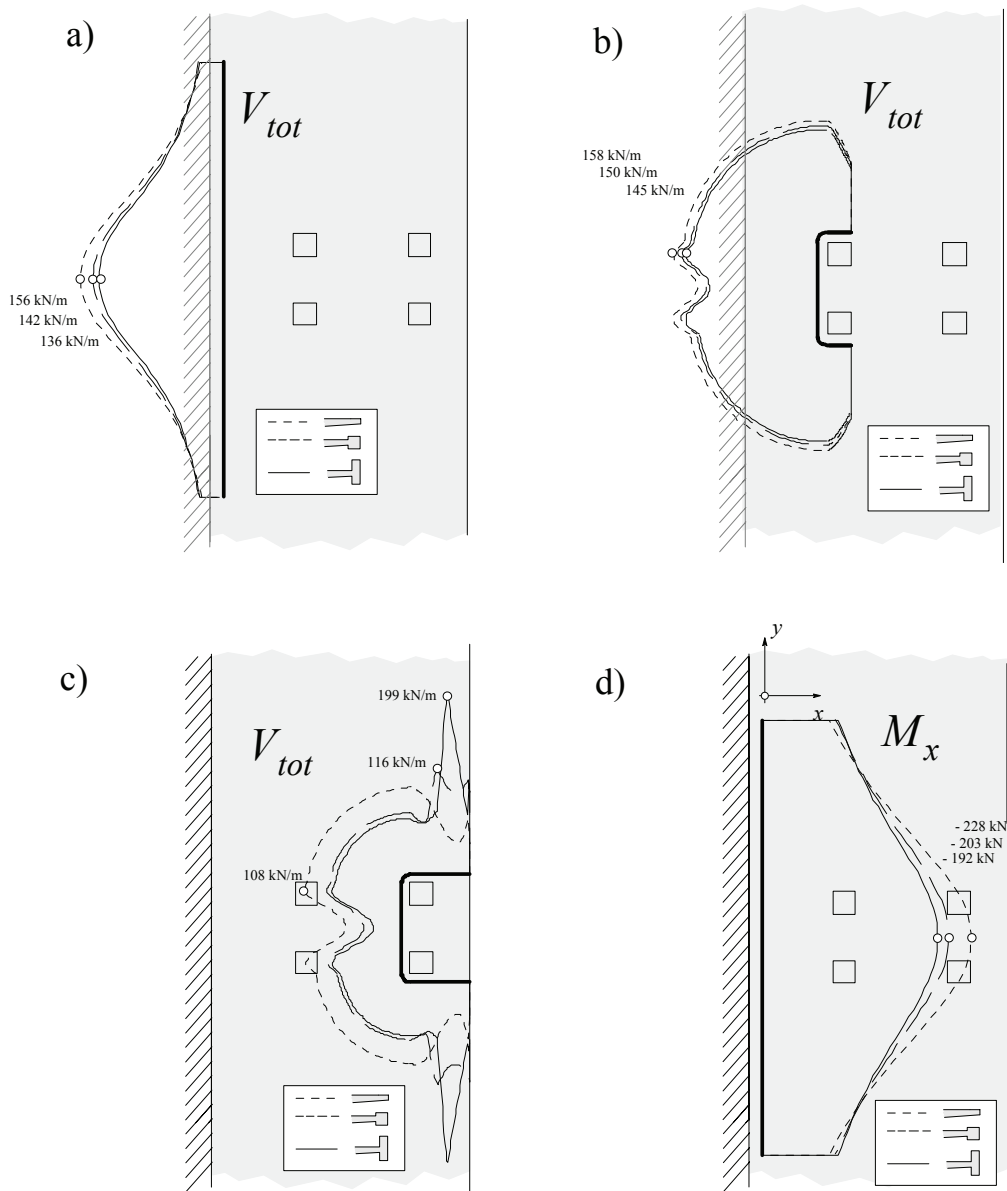 a)
V tot
156 kN/m
142 kN/m
136 kN/m
b)
V tot
158 kN/m
150 kN/m
145 kN/m
c)
V tot
199 kN/m
116 kN/m
108 kN/m
d)
y
x
M x
- 228 kN
- 203 kN
- 192 kN